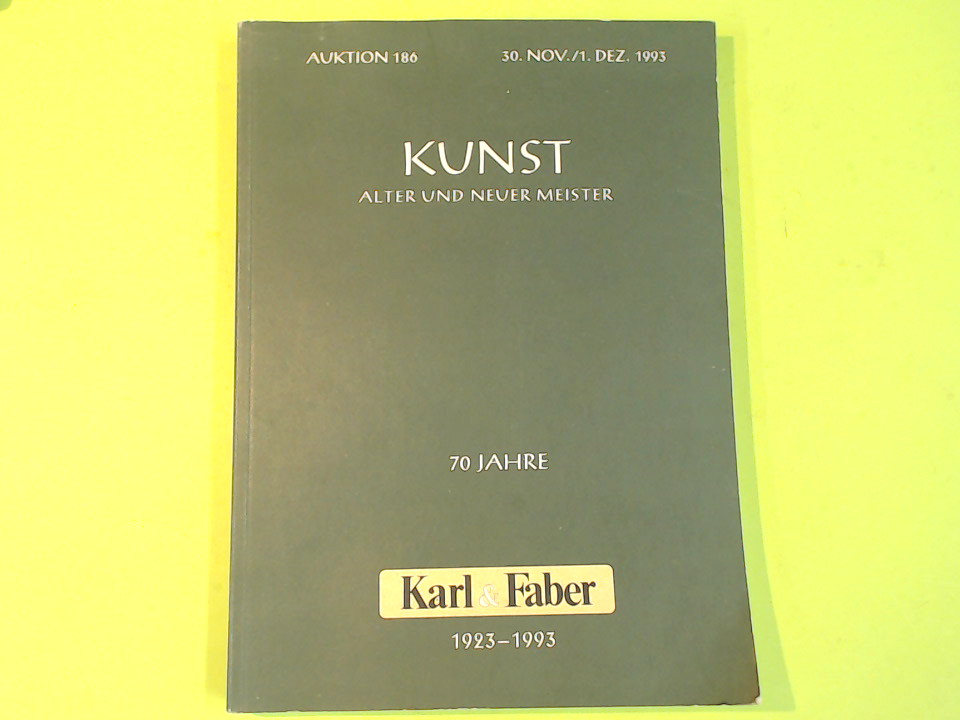 AUKTION 186 30. NOV./1. DEZ. 1993
KUNST
ALTER UND NEUER MEISTER
70 JAHRE
Karl & Faber
1923–1993